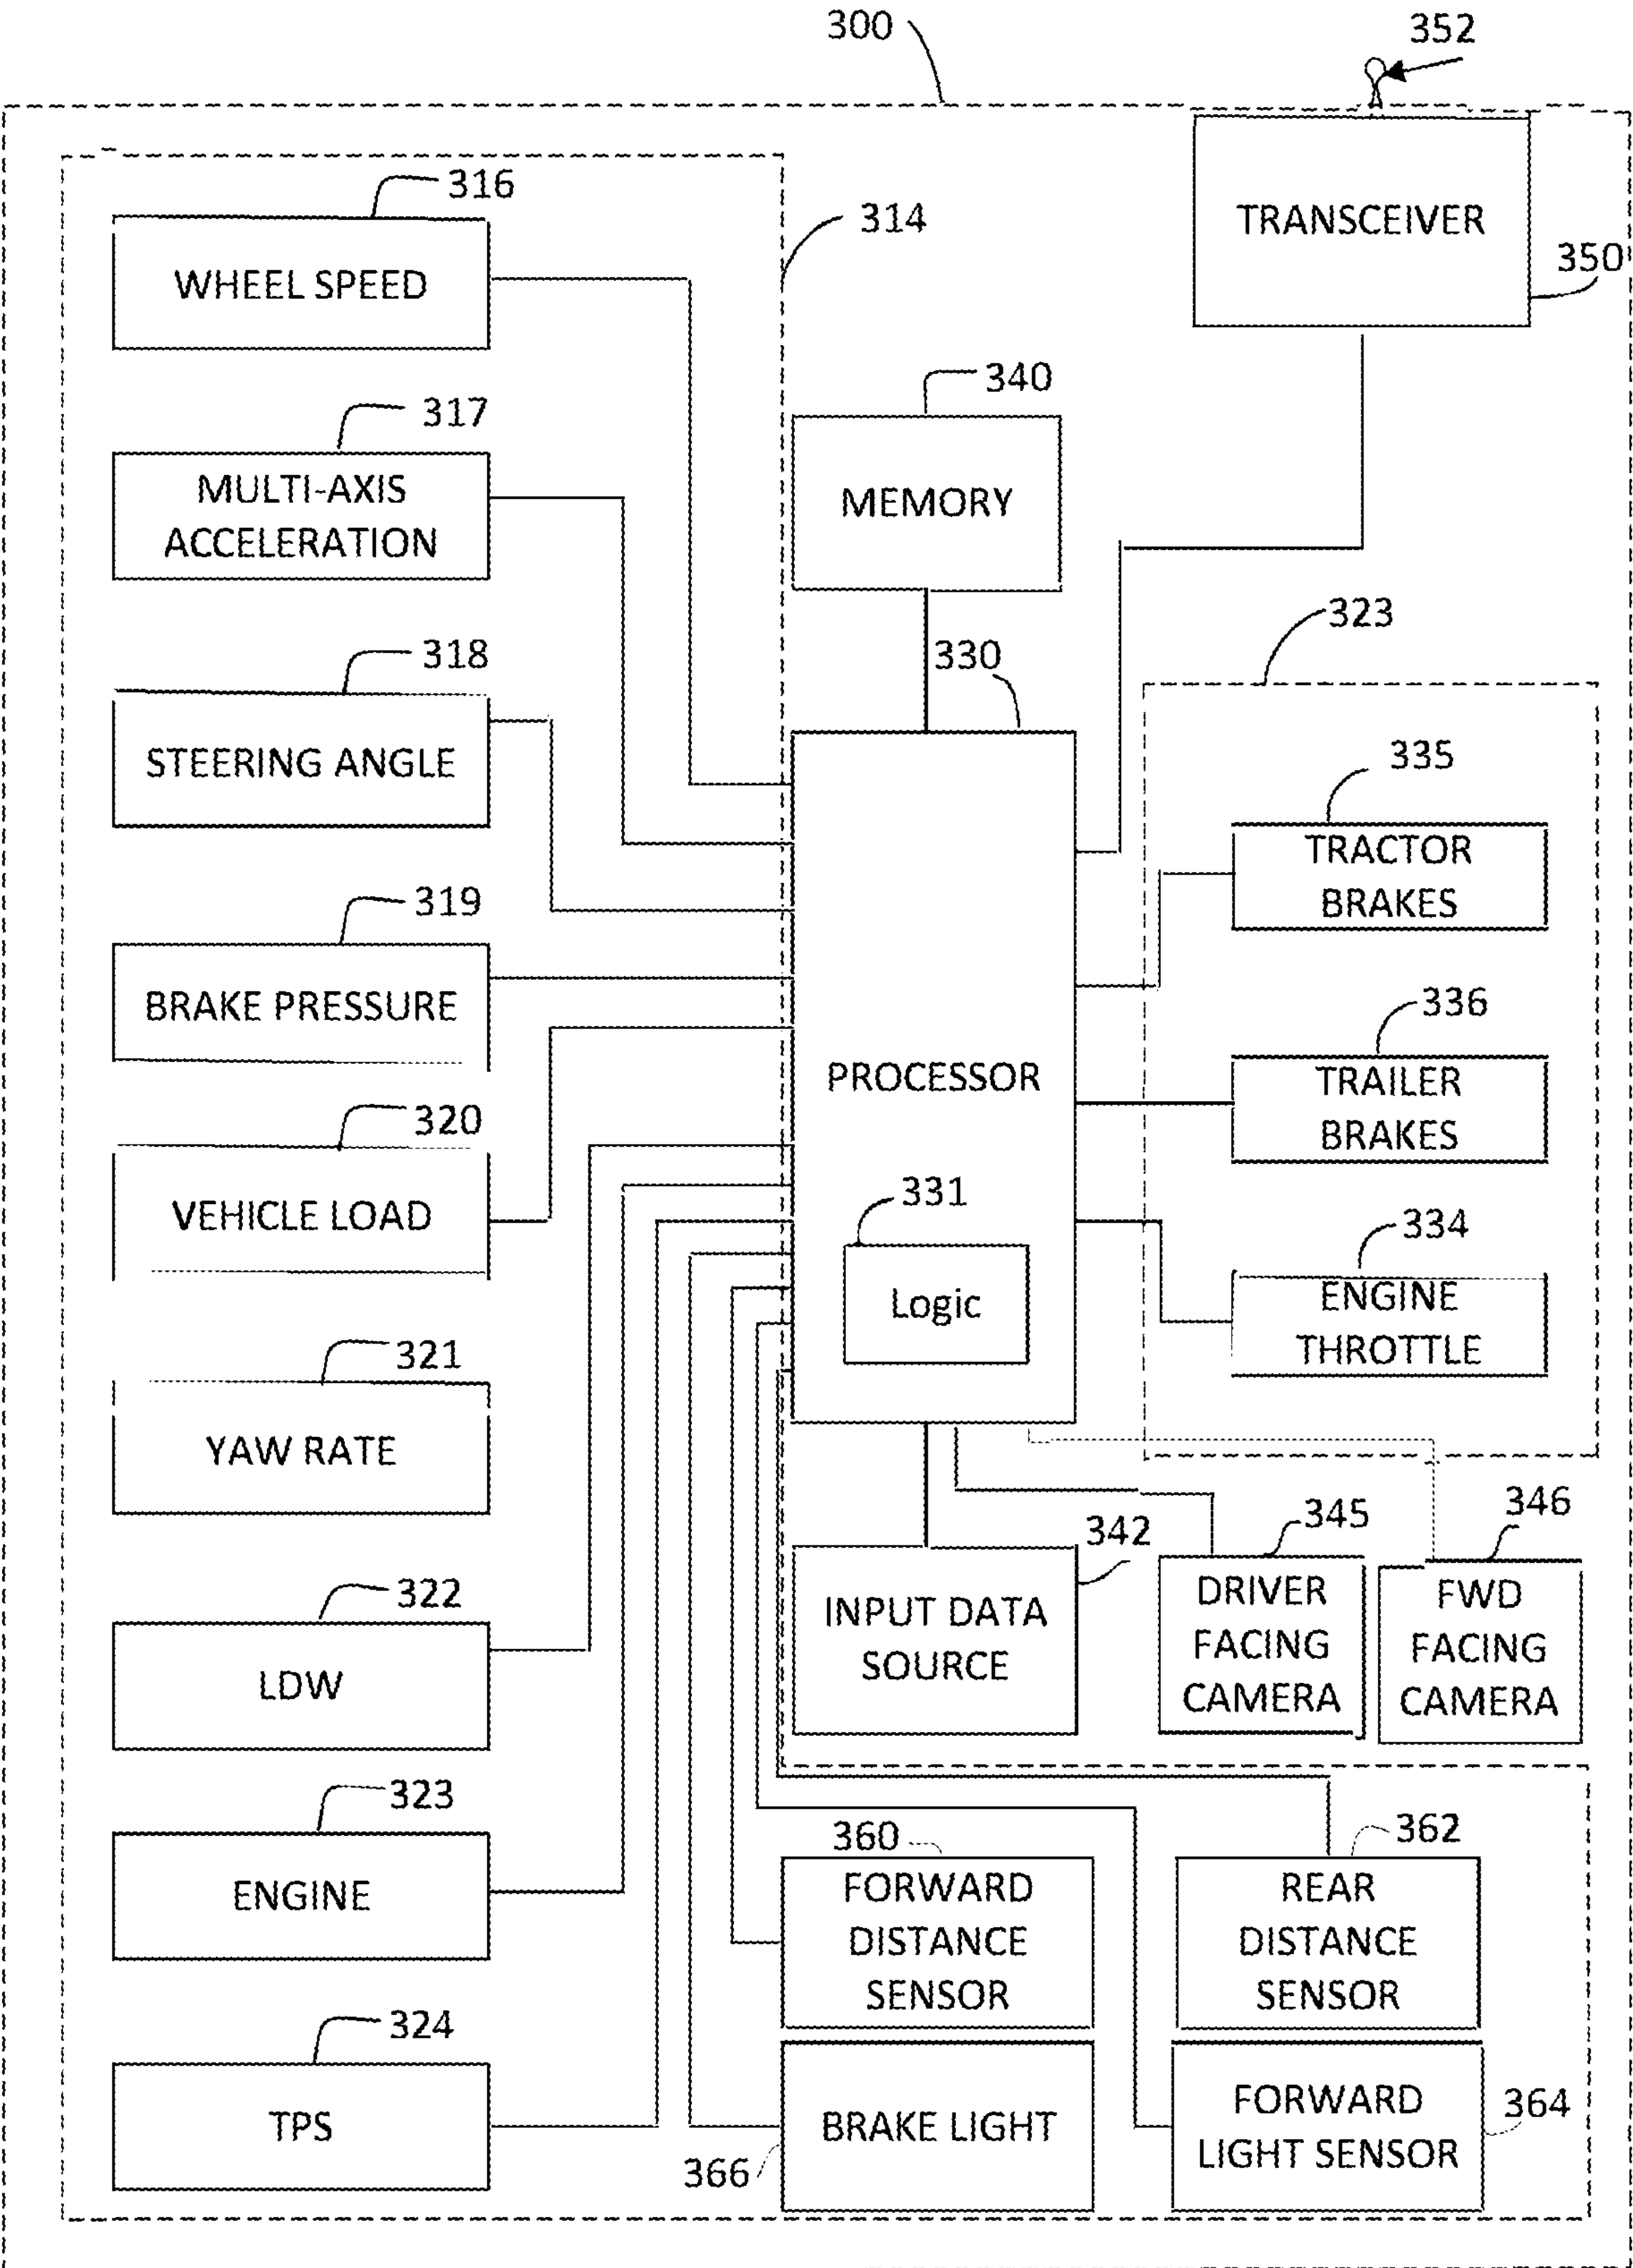 300
352
316
WHEEL SPEED
314
TRANSCEIVER
350
317
MULTI-AXIS
ACCELERATION
340
MEMORY
318
STEERING ANGLE
330
323
335
TRACTOR
BRAKES
319
BRAKE PRESSURE
336
TRAILER
BRAKES
PROCESSOR
320
VEHICLE LOAD
331
Logic
334
ENGINE
THROTTLE
321
YAW RATE
342
INPUT DATA
SOURCE
345
DRIVER
FACING
CAMERA
346
FWD
FACING
CAMERA
322
LDW
323
ENGINE
360
FORWARD
DISTANCE
SENSOR
362
REAR
DISTANCE
SENSOR
324
TPS
BRAKE LIGHT
366
FORWARD
LIGHT SENSOR
364